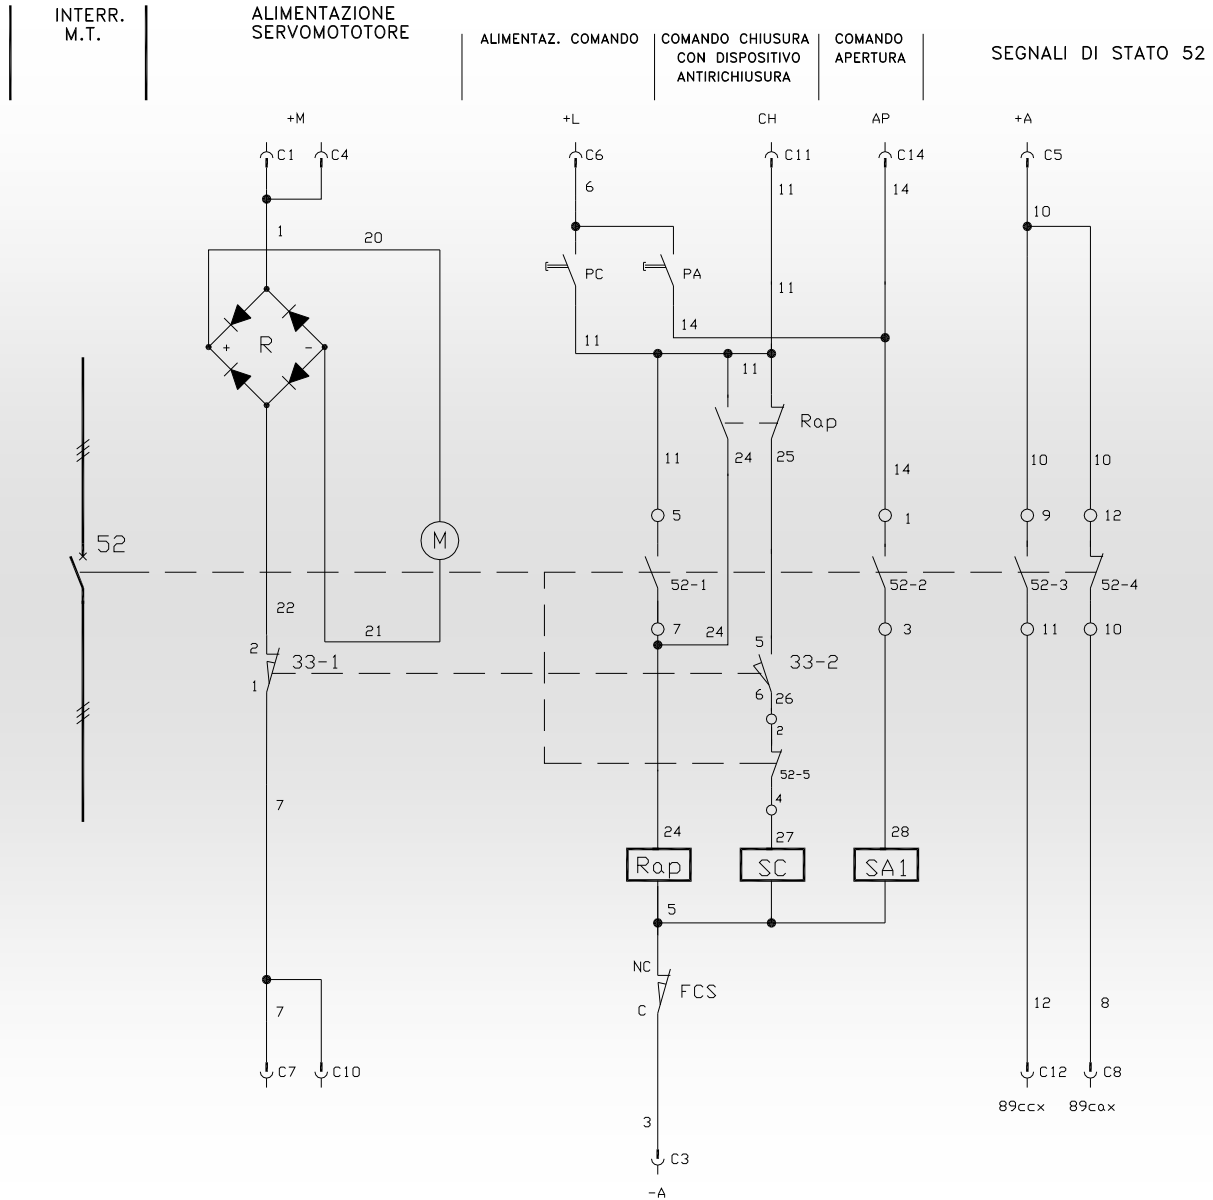 INTERR.
M.T.
ALIMENTAZIONE
SERVOMOTOTORE
ALIMENTAZ. COMANDO
COMANDO CHIUSURA
CON DISPOSITIVO
ANTIRICHIUSURA
COMANDO
APERTURA
SEGNALI DI STATO 52
+M
+L
CH
AP
+A
C1
C4
C6
C11
C14
C5
6
11
14
10
1
20
PC
PA
11
14
11
R
+
-
11
Rap
11
24
25
14
10
10
5
1
9
12
52
M
52-1
52-2
52-3
52-4
22
21
7
24
3
11
10
2
33-1
1
5
33-2
6
26
2
52-5
4
7
24
27
28
Rap
SC
SA1
5
NC
FCS
C
7
12
8
C7
C10
C12
C8
89ccx
89cax
3
C3
-A